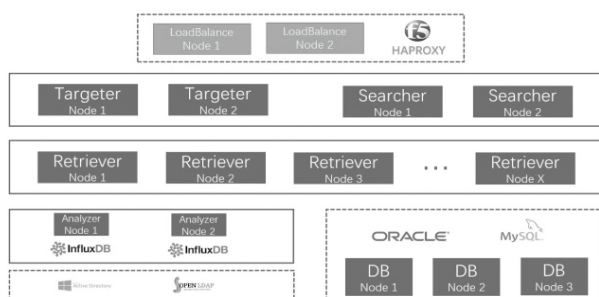 LoadBalance
Node 1
LoadBalance
Node 2
f5
HAPROXY
Targeter
Node 1
Targeter
Node 2
Searcher
Node 1
Searcher
Node 2
Retriever
Node 1
Retriever
Node 2
Retriever
Node 3
...
Retriever
Node X
Analyzer
Node 1
InfluxDB
Analyzer
Node 2
InfluxDB
ORACLE
MySQL
DB
Node 1
DB
Node 2
DB
Node 3
Active Directory
OPEN LDAP